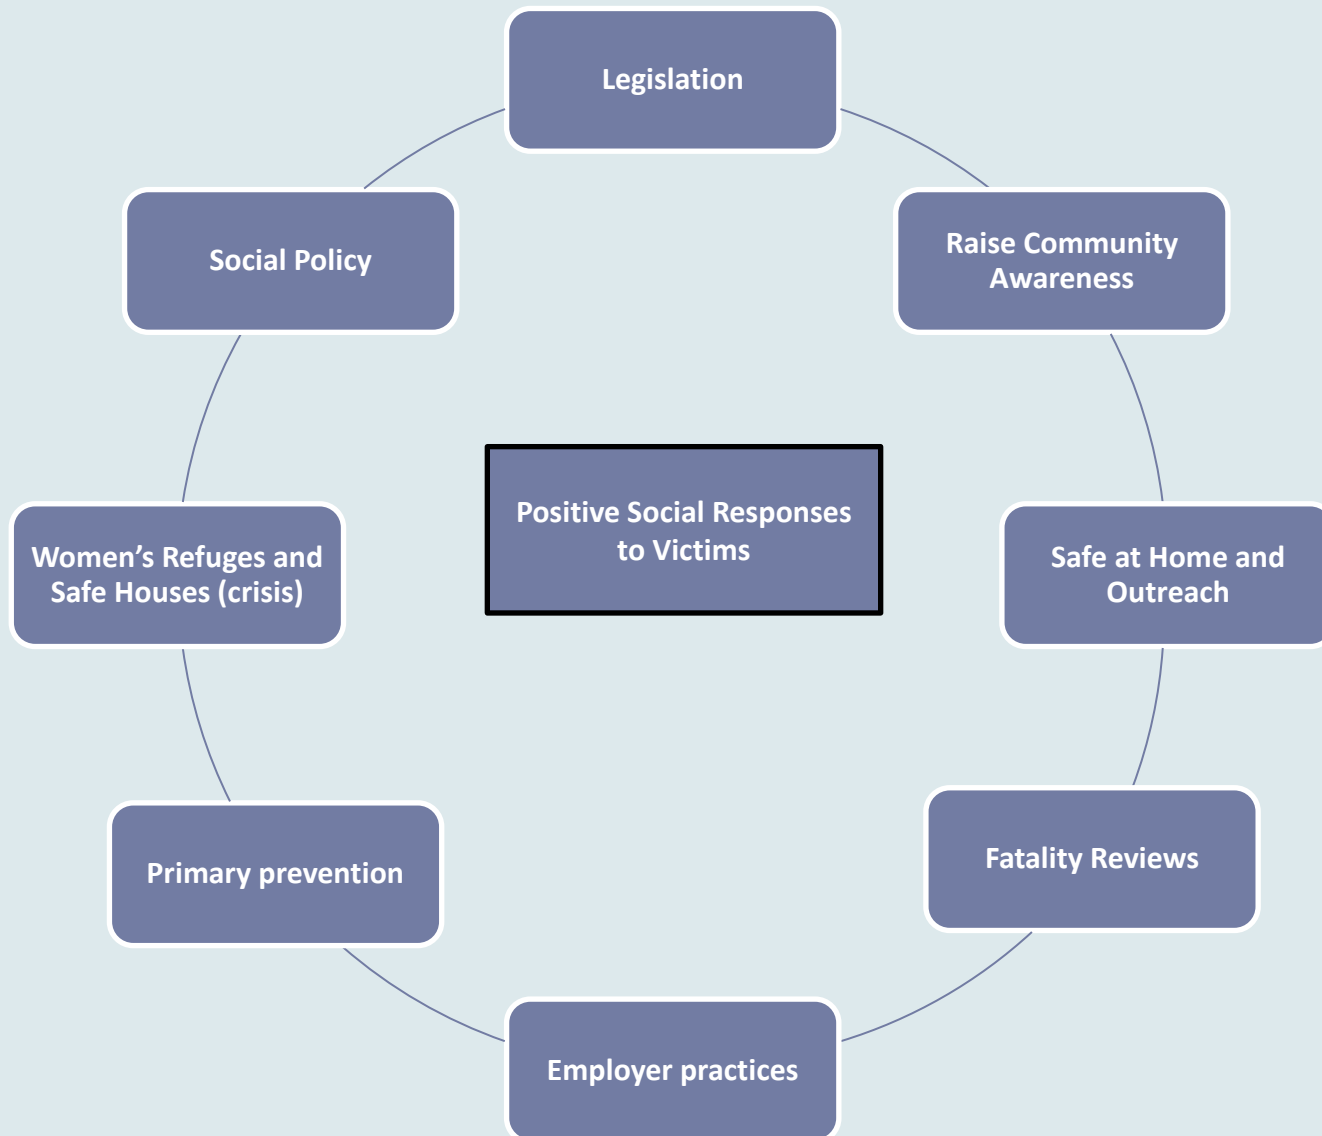 Legislation
Raise Community
Awareness
Social Policy
Positive Social Responses
to Victims
Women’s Refuges and
Safe Houses (crisis)
Safe at Home and
Outreach
Primary prevention
Fatality Reviews
Employer practices